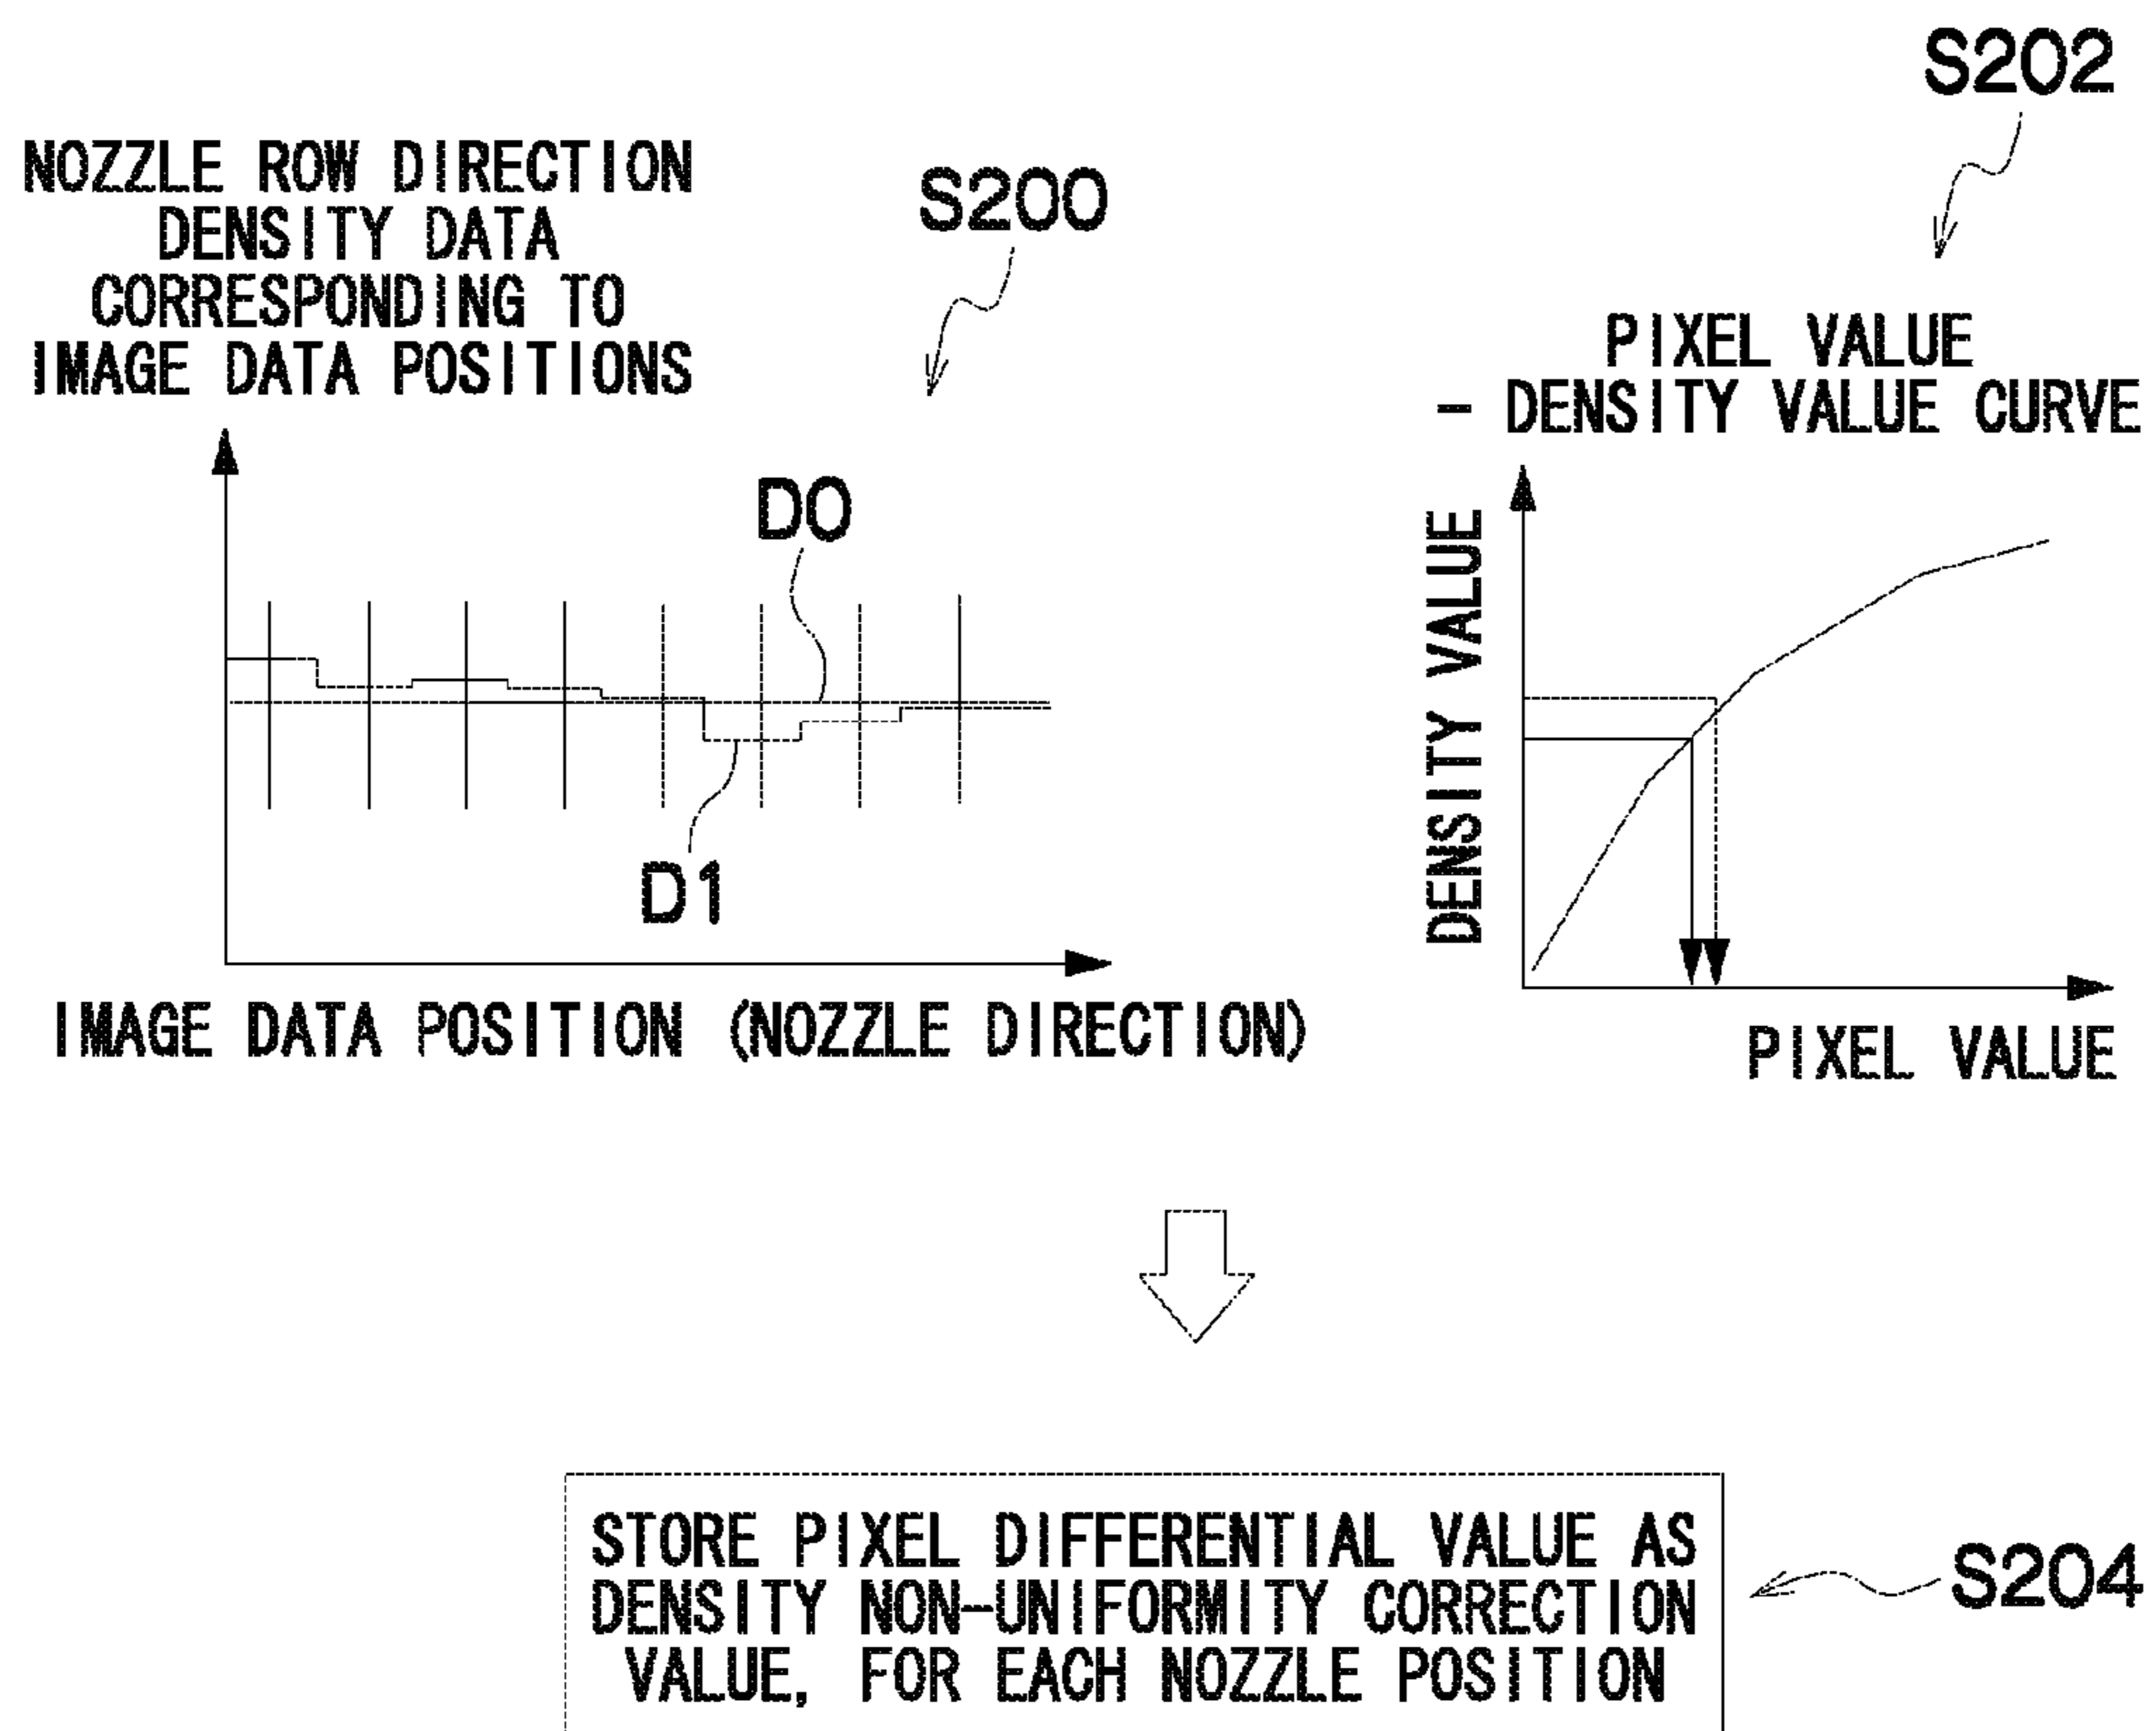 S202
NOZZLE ROW DIRECTION
DENSITY DATA
CORRESPONDING TO
IMAGE DATA POSITIONS
S200
PIXEL VALUE
- DENSITY VALUE CURVE
D0
D1
IMAGE DATA POSITION (NOZZLE DIRECTION)
DENSITY VALUE
PIXEL VALUE
STORE PIXEL DIFFERENTIAL VALUE AS
DENSITY NON-UNIFORMITY CORRECTION
VALUE, FOR EACH NOZZLE POSITION
S204